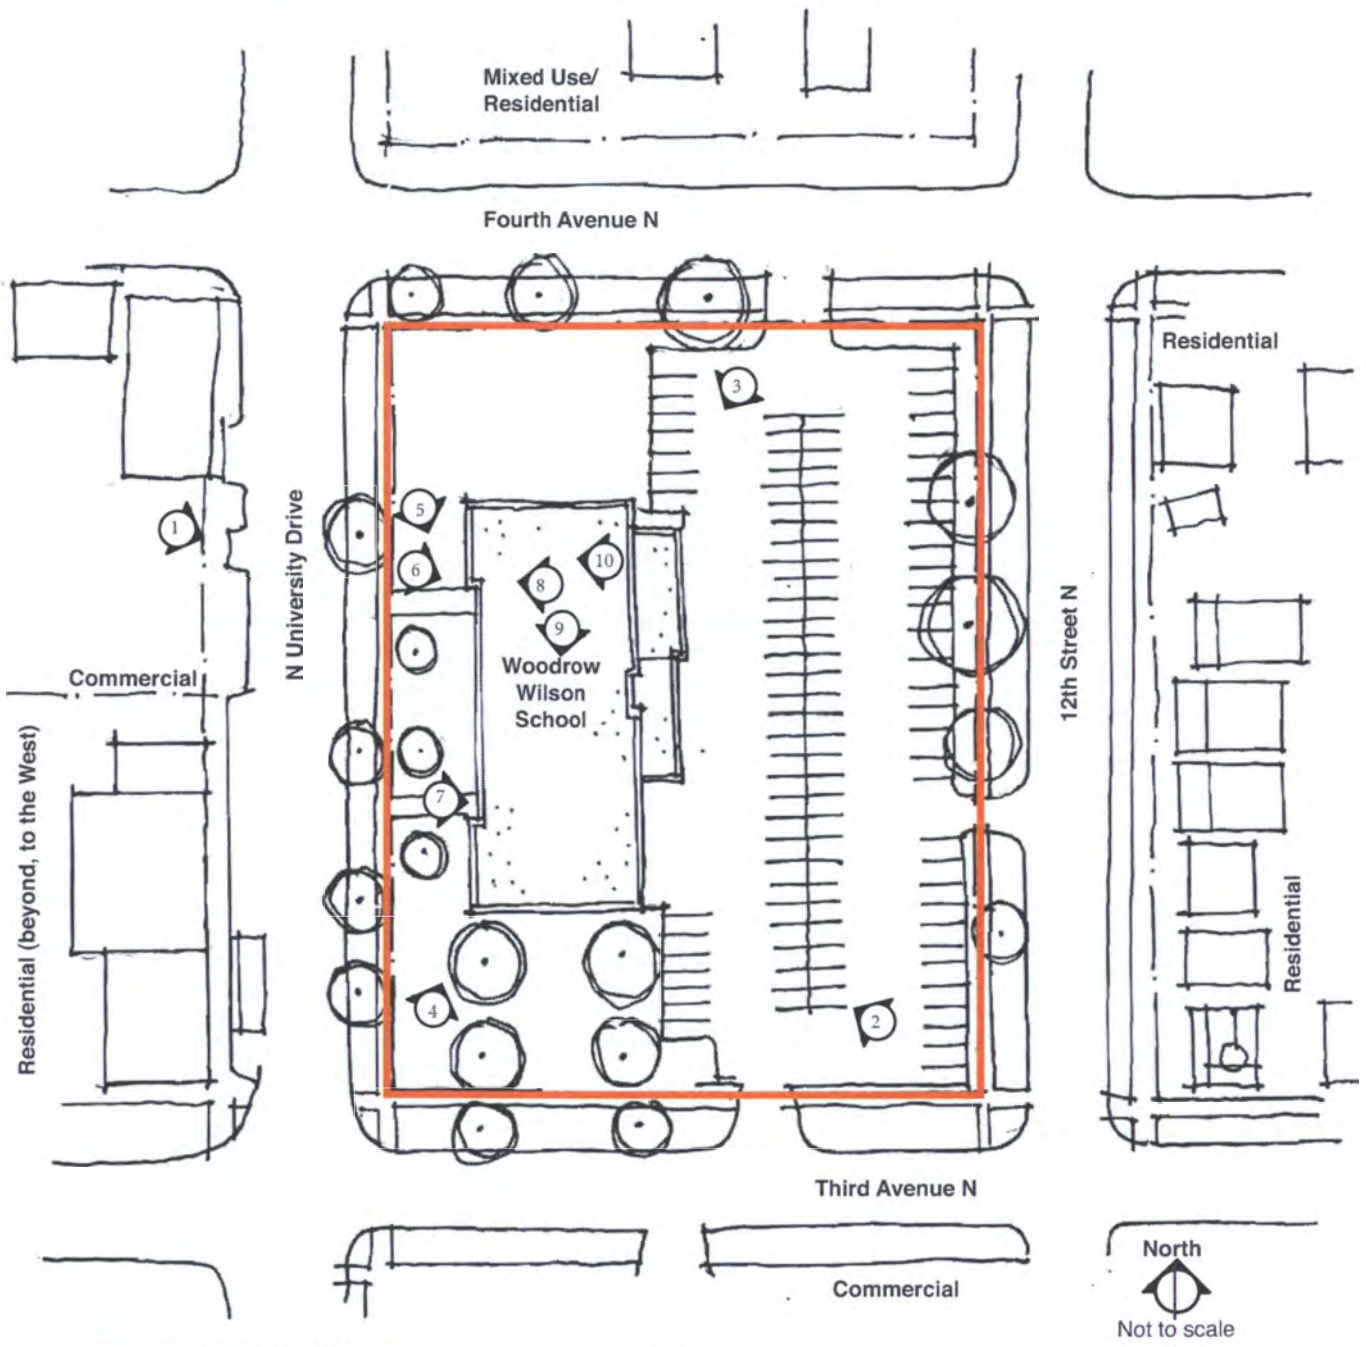 Mixed Use/
Residential
Fourth Avenue N
Residential
3
5
1
N University Drive
6
10
8
9
Woodrow
Wilson
School
12th Street N
Commercial
Residential (beyond, to the West)
7
Residential
4
2
Third Avenue N
North
Commercial
Not to scale